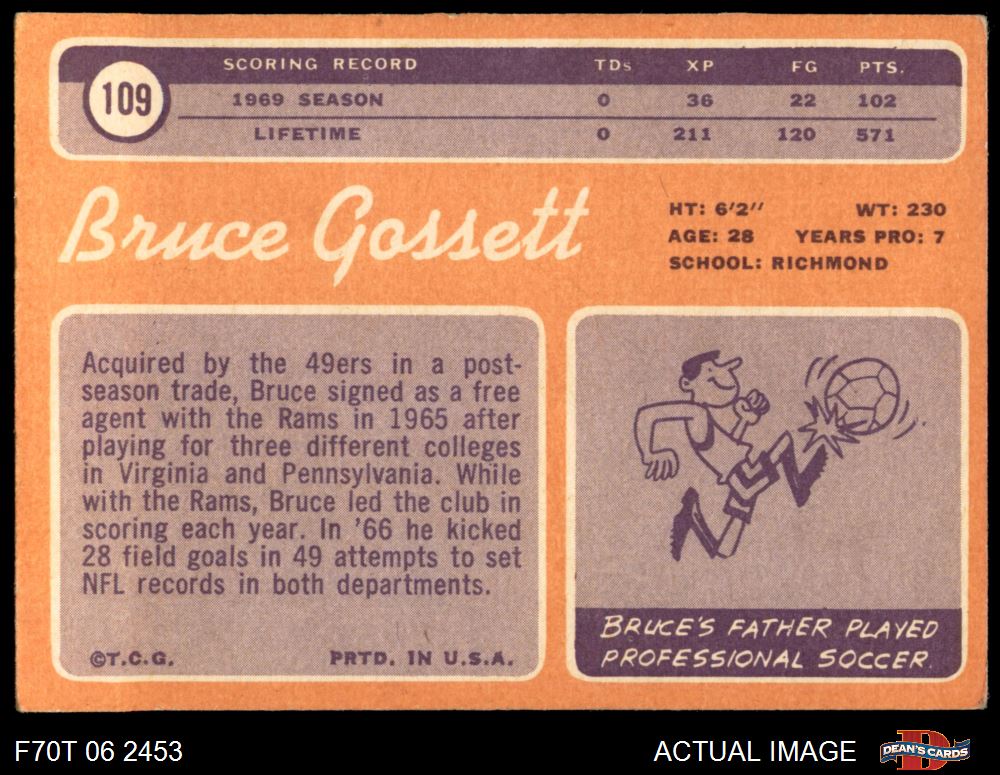 109
SCORING RECORD TDs XP FG PTS.
1969 SEASON 0 36 22 102
LIFETIME 0 211 120 571
Bruce Gossett
HT: 6'2'' WT: 230
AGE: 28 YEARS PRO: 7
SCHOOL: RICHMOND
Acquired by the 49ers in a post-
season trade, Bruce signed as a free
agent with the Rams in 1965 after
playing for three different colleges
in Virginia and Pennsylvania. While
with the Rams, Bruce led the club in
scoring each year. In '66 he kicked
28 field goals in 49 attempts to set
NFL records in both departments.
©T.C.G. PRTD. IN U.S.A.
BRUCE'S FATHER PLAYED
PROFESSIONAL SOCCER.
F70T 06 2453 ACTUAL IMAGE DEAN'S CARDS